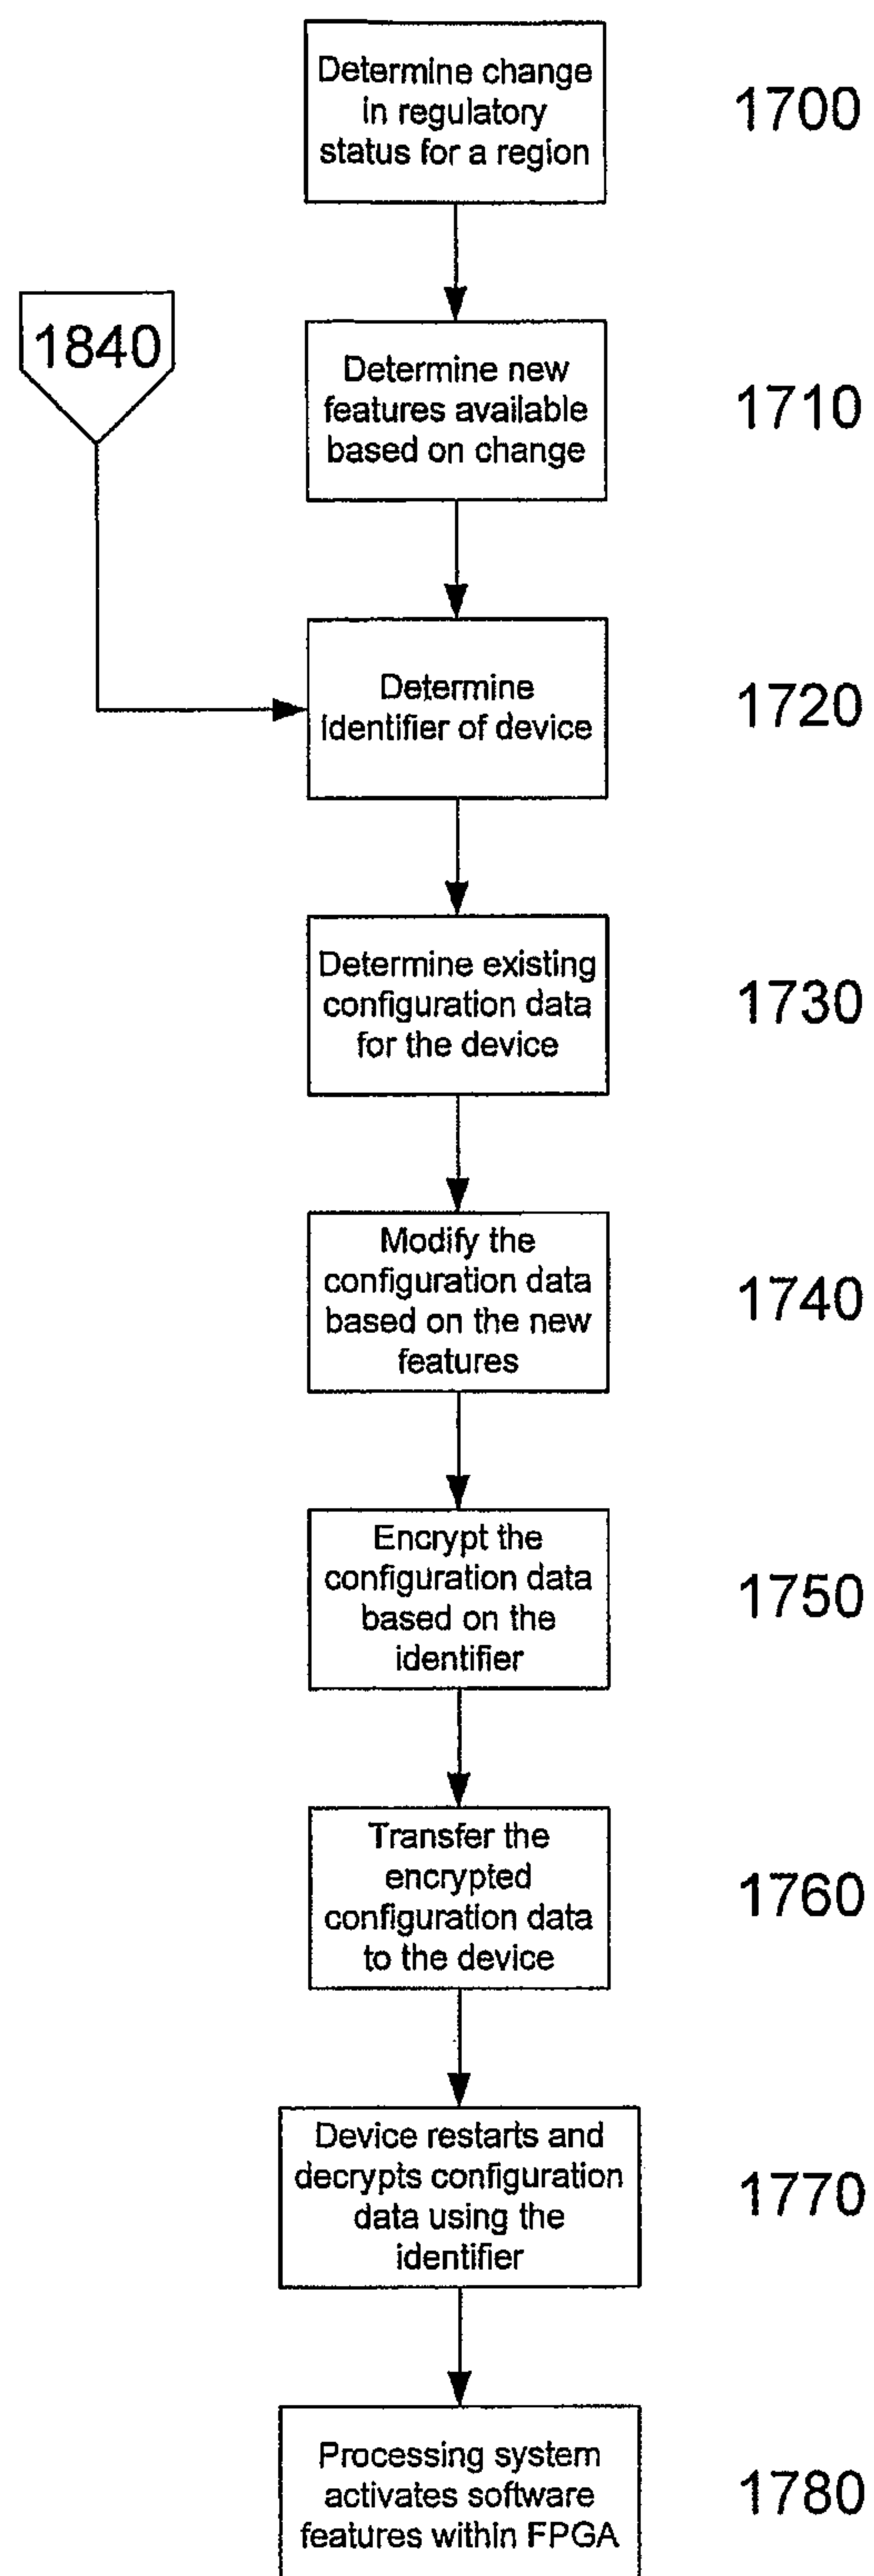 Determine change
in regulatory
status for a region
1700
1840
Determine new
features available
based on change
1710
Determine
identifier of device
1720
Determine existing
configuration data
for the device
1730
Modify the
configuration data
based on the new
features
1740
Encrypt the
configuration data
based on the
identifier
1750
Transfer the
encrypted
configuration data
to the device
1760
Device restarts and
decrypts configuration
data using the
identifier
1770
Processing system
activates software
features within FPGA
1780